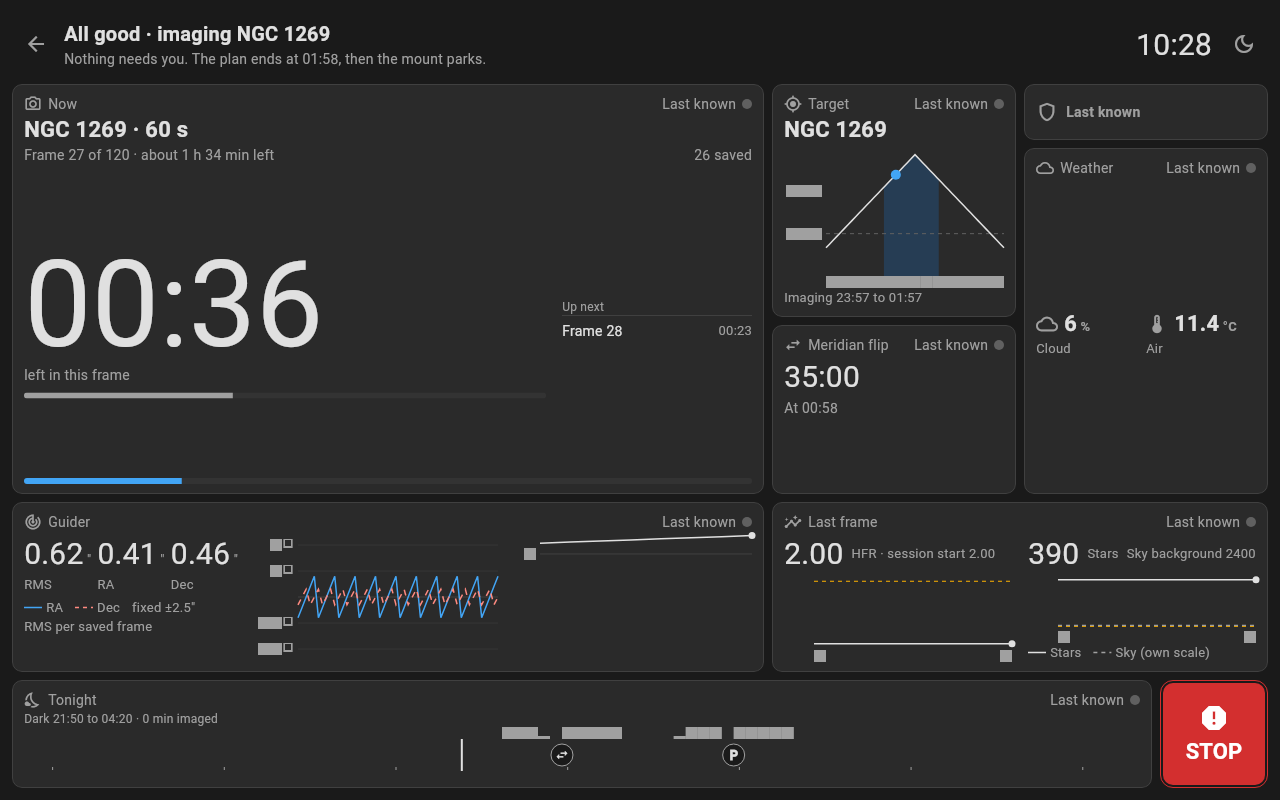 All good · imaging NGC 1269
Nothing needs you. The plan ends at 01:58, then the mount parks.
10:28
Now
Last known
NGC 1269 · 60 s
Frame 27 of 120 · about 1 h 34 min left
26 saved
00:36
left in this frame
Up next
Frame 28
00:23
Target
Last known
NGC 1269
Imaging 23:57 to 01:57
Meridian flip
Last known
35:00
At 00:58
Last known
Weather
Last known
6 %
Cloud
11.4 °C
Air
Guider
Last known
0.62" 0.41" 0.46"
RMS RA Dec
RA Dec fixed ±2.5"
RMS per saved frame
Last frame
Last known
2.00 HFR · session start 2.00
390 Stars Sky background 2400
Stars Sky (own scale)
Tonight
Last known
Dark 21:50 to 04:20 · 0 min imaged
P
STOP